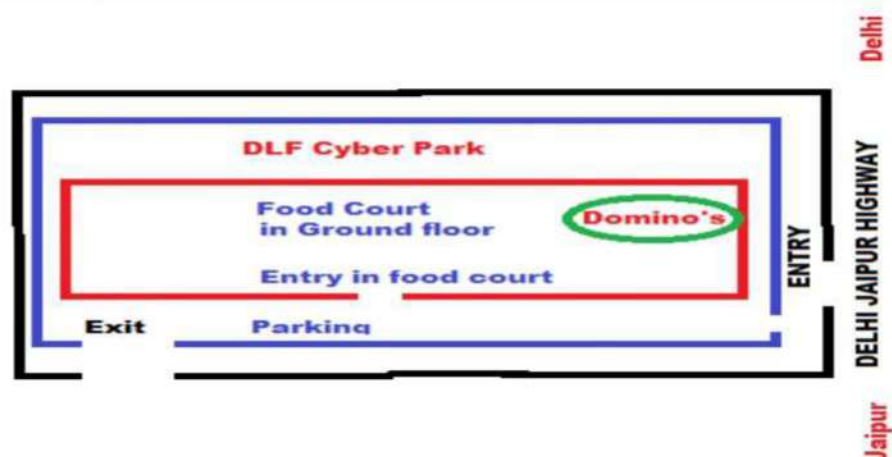 Delhi
DLF Cyber Park
Food Court
in Ground floor
Domino's
Entry in food court
Exit
Parking
ENTRY
DELHI JAIPUR HIGHWAY
Jaipur